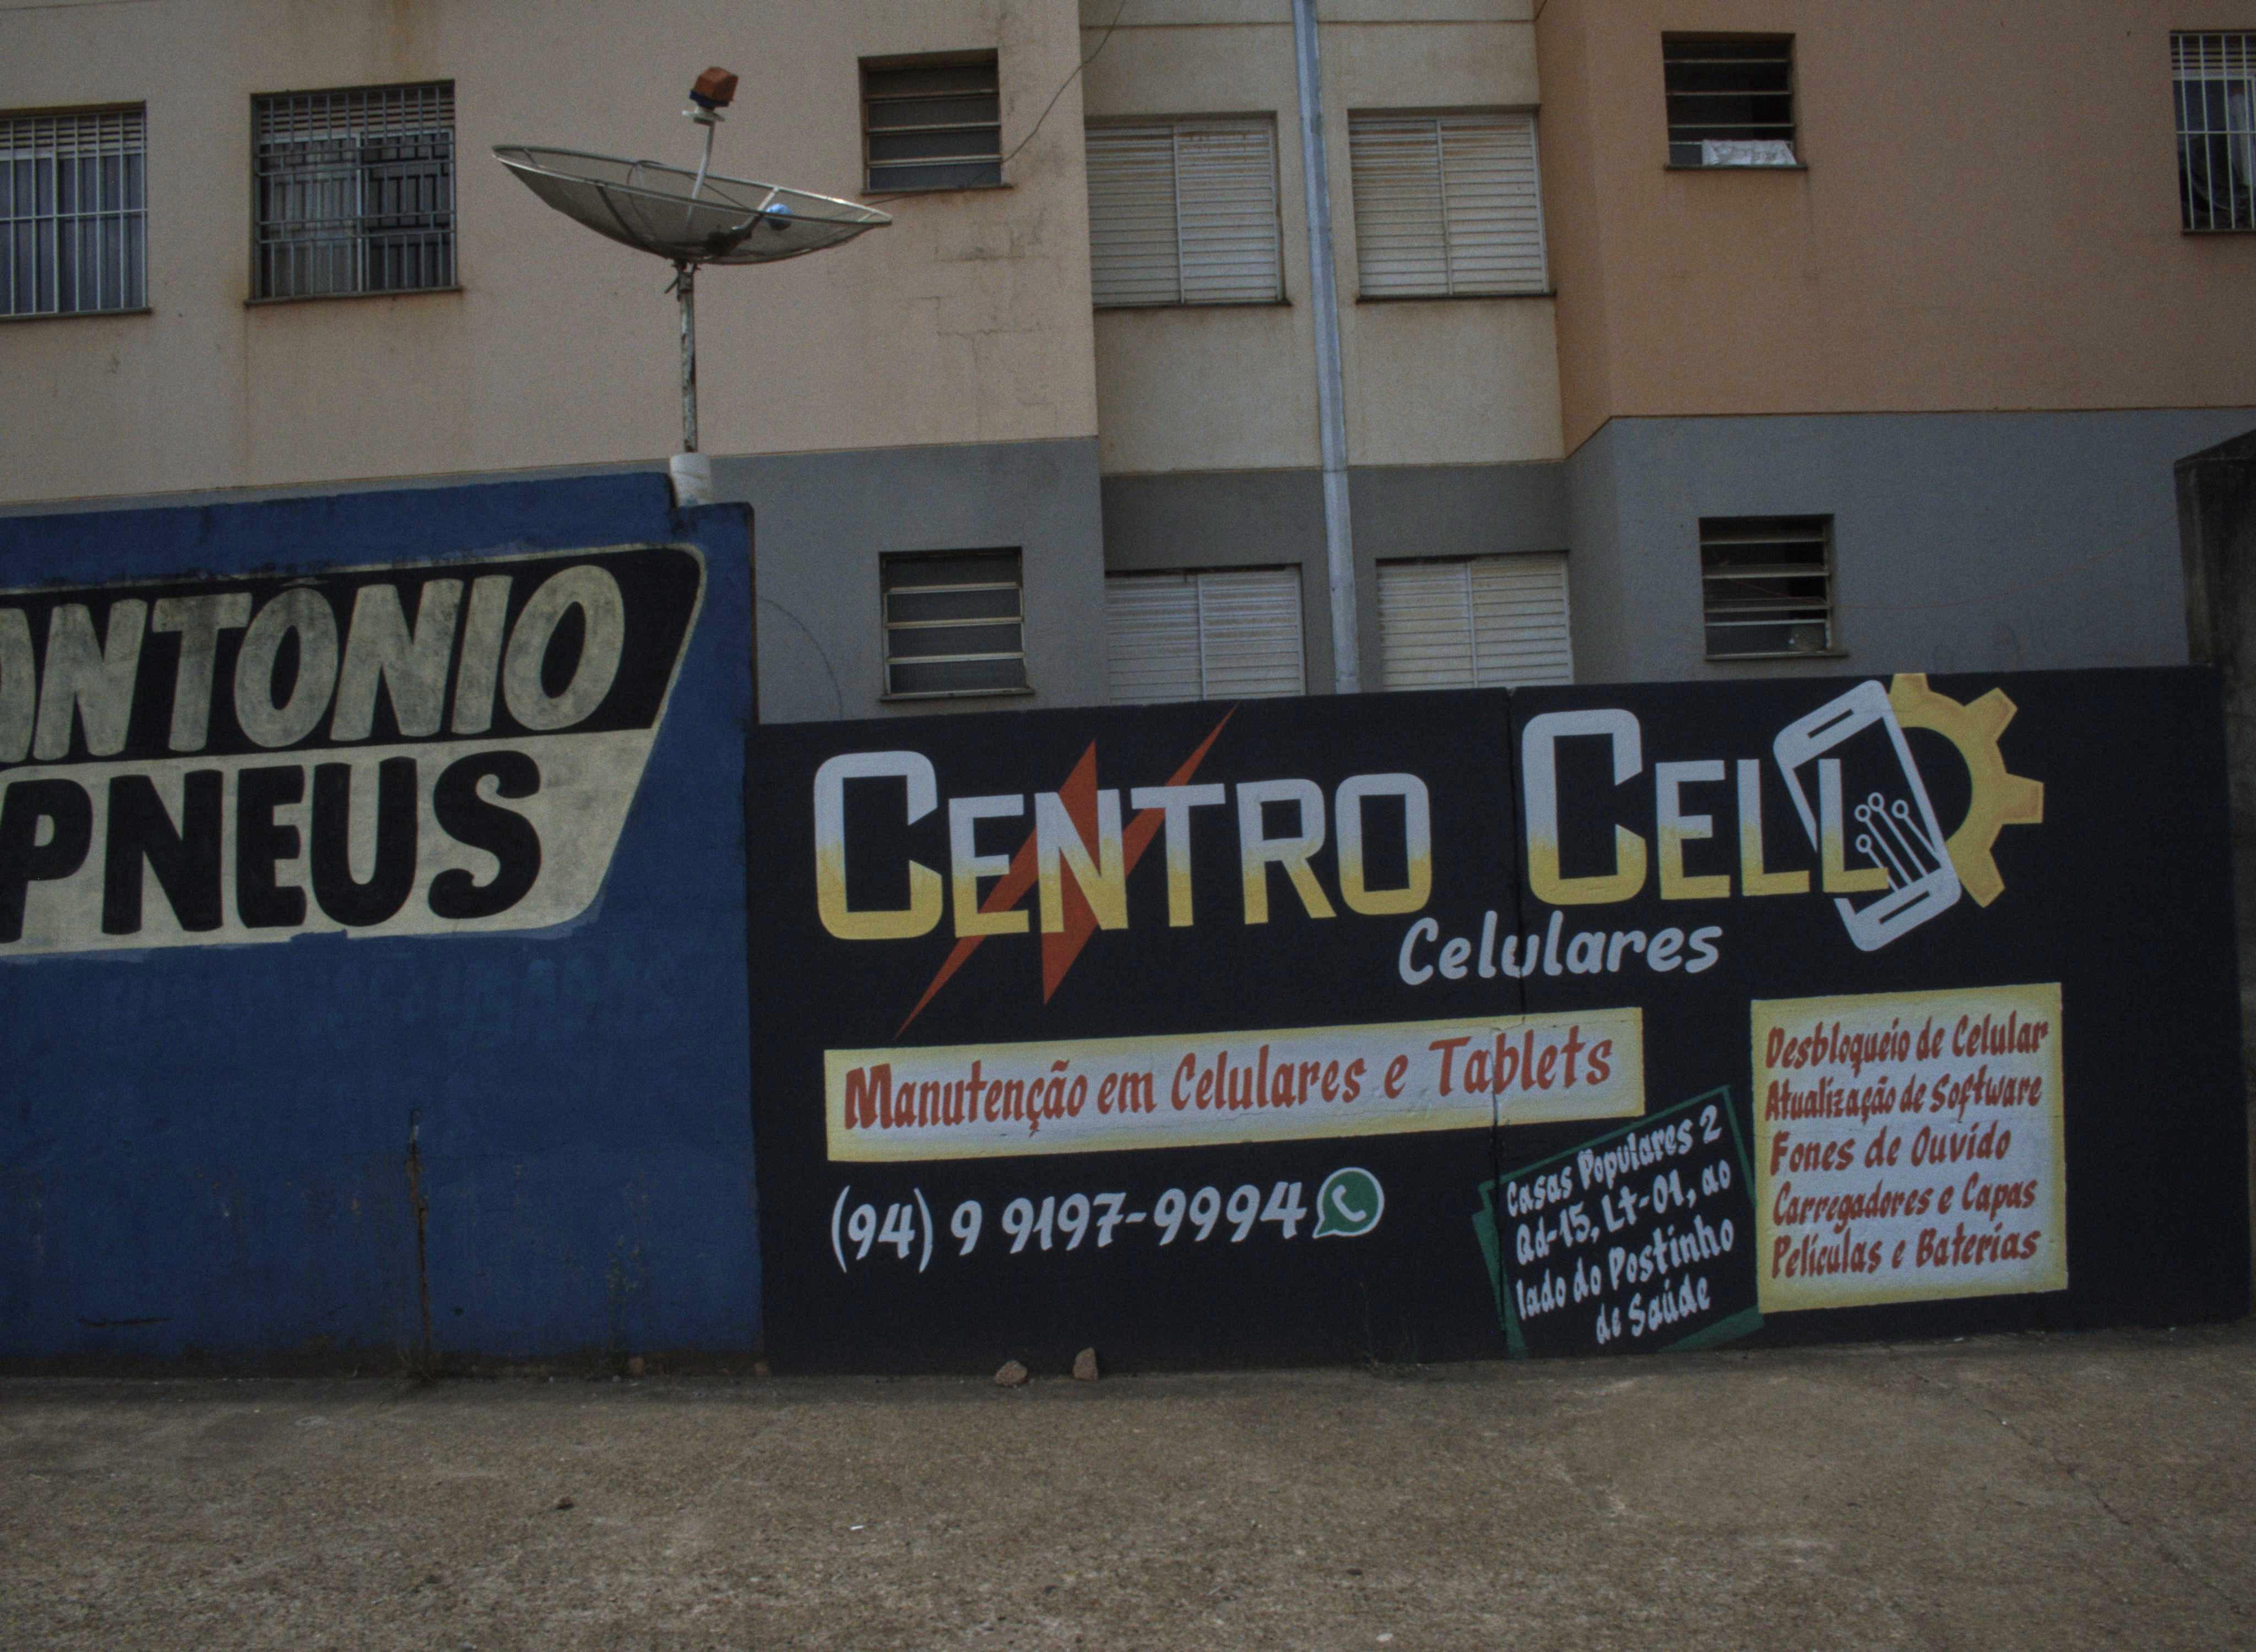 ANTÔNIO
PNEUS
CENTRO CELL
Celulares
Manutenção em Celulares e Tablets
(94) 9 9197-9994
Casas Populares 2
Qd-15, Lt-01, ao
lado do Postinho
de Saúde
Desbloqueio de Celular
Atualização de Software
Fones de Ouvido
Carregadores e Capas
Películas e Baterias